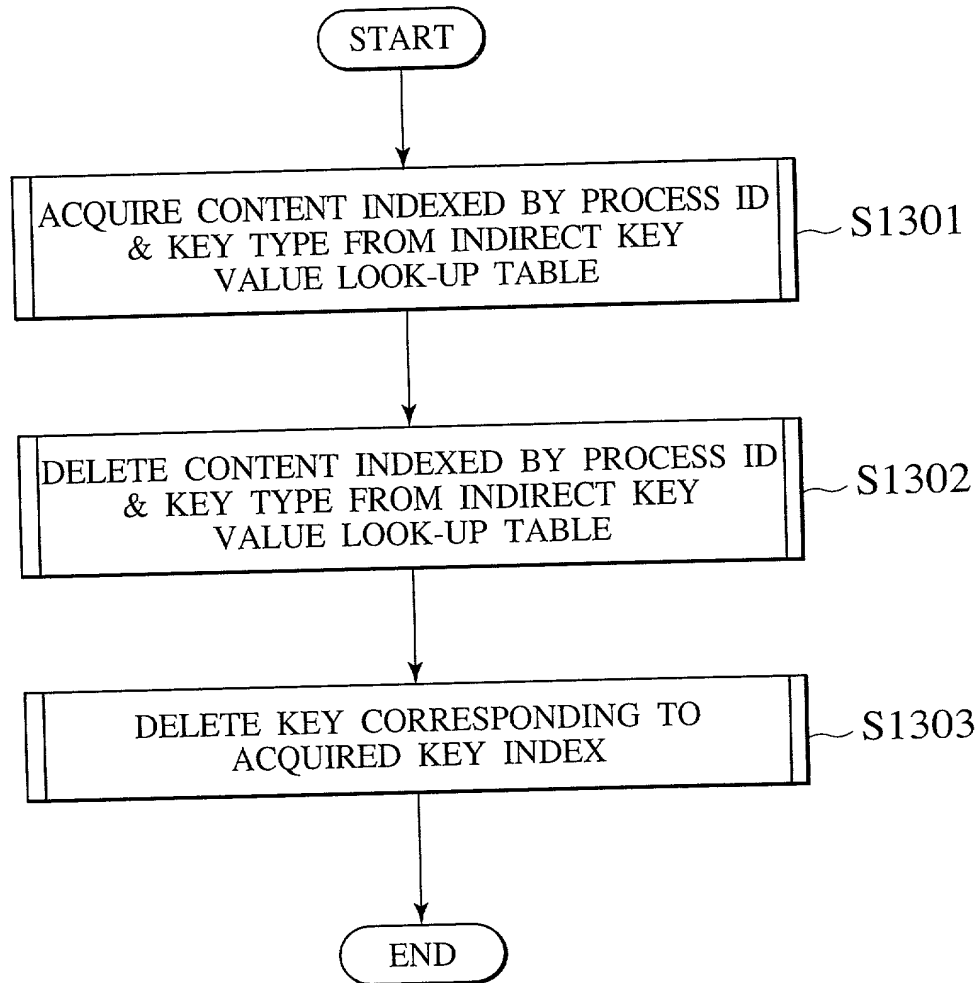 START
ACQUIRE CONTENT INDEXED BY PROCESS ID
& KEY TYPE FROM INDIRECT KEY
VALUE LOOK-UP TABLE
S1301
DELETE CONTENT INDEXED BY PROCESS ID
& KEY TYPE FROM INDIRECT KEY
VALUE LOOK-UP TABLE
S1302
DELETE KEY CORRESPONDING TO
ACQUIRED KEY INDEX
S1303
END